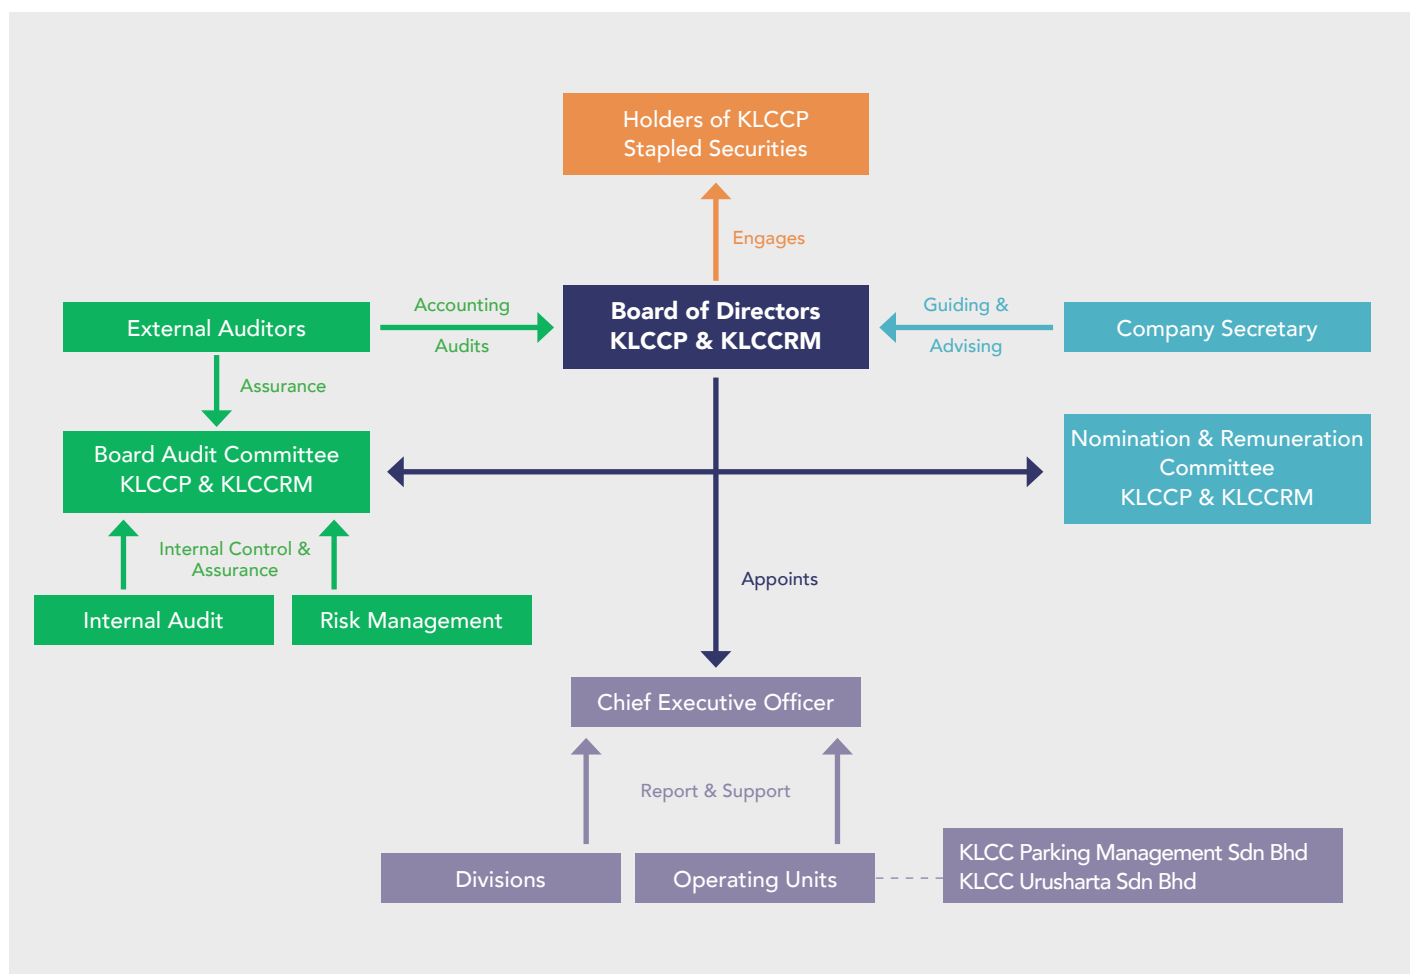 Holders of KLCCP
Stapled Securities
Engages
External Auditors
Accounting
Audits
Board of Directors
KLCCP & KLCCRM
Guiding &
Advising
Company Secretary
Assurance
Board Audit Committee
KLCCP & KLCCRM
Nomination & Remuneration
Committee
KLCCP & KLCCRM
Internal Control &
Assurance
Internal Audit
Risk Management
Appoints
Chief Executive Officer
Report & Support
Divisions
Operating Units
KLCC Parking Management Sdn Bhd
KLCC Urusharta Sdn Bhd